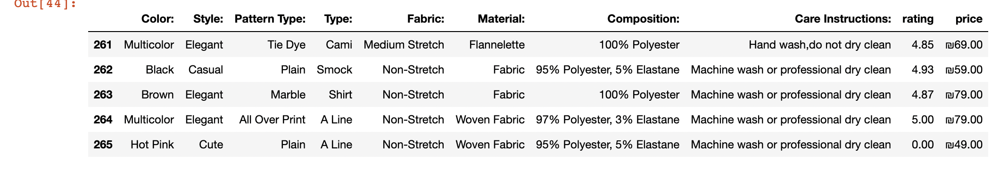 Out[44]:
Color: Style: Pattern Type: Type: Fabric: Material: Composition: Care Instructions: rating price
261 Multicolor Elegant Tie Dye Cami Medium Stretch Flannelette 100% Polyester Hand wash,do not dry clean 4.85 ₪69.00
262 Black Casual Plain Smock Non-Stretch Fabric 95% Polyester, 5% Elastane Machine wash or professional dry clean 4.93 ₪59.00
263 Brown Elegant Marble Shirt Non-Stretch Fabric 100% Polyester Machine wash or professional dry clean 4.87 ₪79.00
264 Multicolor Elegant All Over Print A Line Non-Stretch Woven Fabric 97% Polyester, 3% Elastane Machine wash or professional dry clean 5.00 ₪79.00
265 Hot Pink Cute Plain A Line Non-Stretch Woven Fabric 95% Polyester, 5% Elastane Machine wash or professional dry clean 0.00 ₪49.00